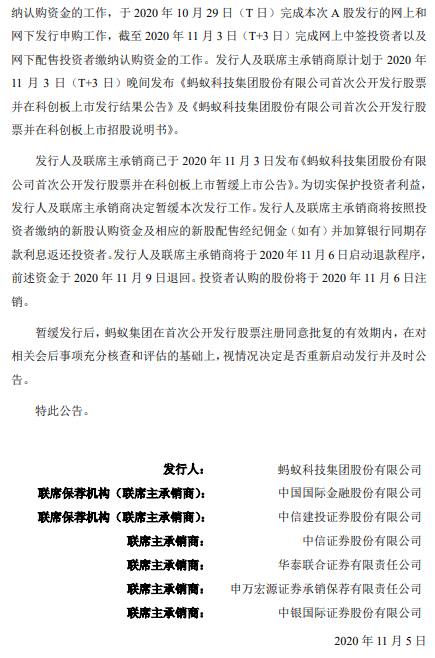 纳认购资金的工作，于 2020 年 10 月 29 日（T 日）完成本次 A 股发行的网上和
网下发行申购工作，截至 2020 年 11 月 3 日（T+3 日）完成网上中签投资者以及
网下配售投资者缴纳认购资金的工作。发行人及联席主承销商原计划于 2020 年
11 月 3 日（T+3 日）晚间发布《蚂蚁科技集团股份有限公司首次公开发行股票
并在科创板上市发行结果公告》及《蚂蚁科技集团股份有限公司首次公开发行股
票并在科创板上市招股说明书》。
发行人及联席主承销商已于 2020 年 11 月 3 日发布《蚂蚁科技集团股份有限
公司首次公开发行股票并在科创板上市暂缓上市公告》。为切实保护投资者利益，
发行人及联席主承销商决定暂缓本次发行工作。发行人及联席主承销商将按照投
资者缴纳的新股认购资金及相应的新股配售经纪佣金（如有）并加算银行同期存
款利息返还投资者。发行人及联席主承销商将于 2020 年 11 月 6 日启动退款程序，
前述资金于 2020 年 11 月 9 日退回。投资者认购的股份将于 2020 年 11 月 6 日注
销。
暂缓发行后，蚂蚁集团在首次公开发行股票注册同意批复的有效期内，在对
相关会后事项充分核查和评估的基础上，视情况决定是否重新启动发行并及时公
告。
特此公告。
发行人： 蚂蚁科技集团股份有限公司
联席保荐机构（联席主承销商）： 中国国际金融股份有限公司
联席保荐机构（联席主承销商）： 中信建投证券股份有限公司
联席主承销商： 中信证券股份有限公司
联席主承销商： 华泰联合证券有限责任公司
联席主承销商： 申万宏源证券承销保荐有限责任公司
联席主承销商： 中银国际证券股份有限公司
2020 年 11 月 5 日